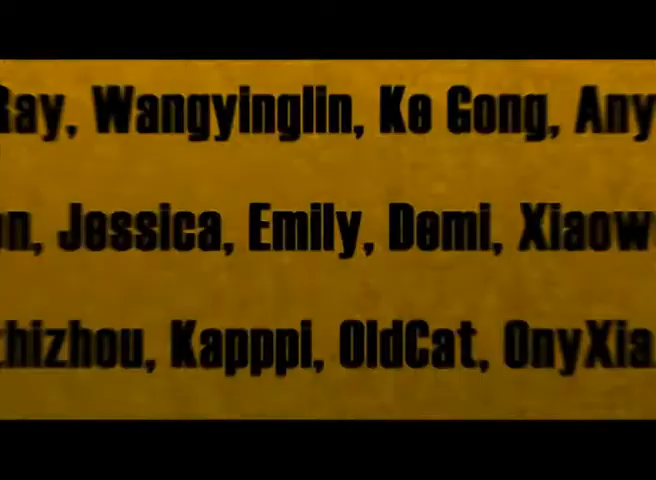 Ray, Wangyinglin, Ke Gong, Any
n, Jessica, Emily, Demi, Xiaow
zhizhou, Kapppi, OldCat, OnyXia